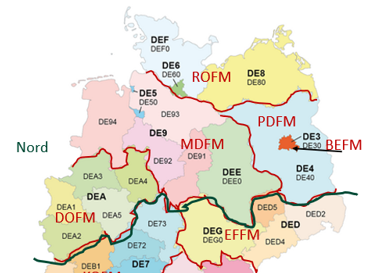 DEF
DEF0
DE6
DE60
ROFM
DE8
DE80
DE5
DE50
DE94
DE93
PDFM
DE9
DE3
DE30
BEFM
Nord
MDFM
DE92
DE91
DEE
DEE0
DE4
DE40
DEA3
DEA4
DEA1
DEA
DOFM
DEA5
DEA2
DE73
DE72
DE7
DEB1
DEG
DEG0
EFFM
DED5
DED2
DED
DED4